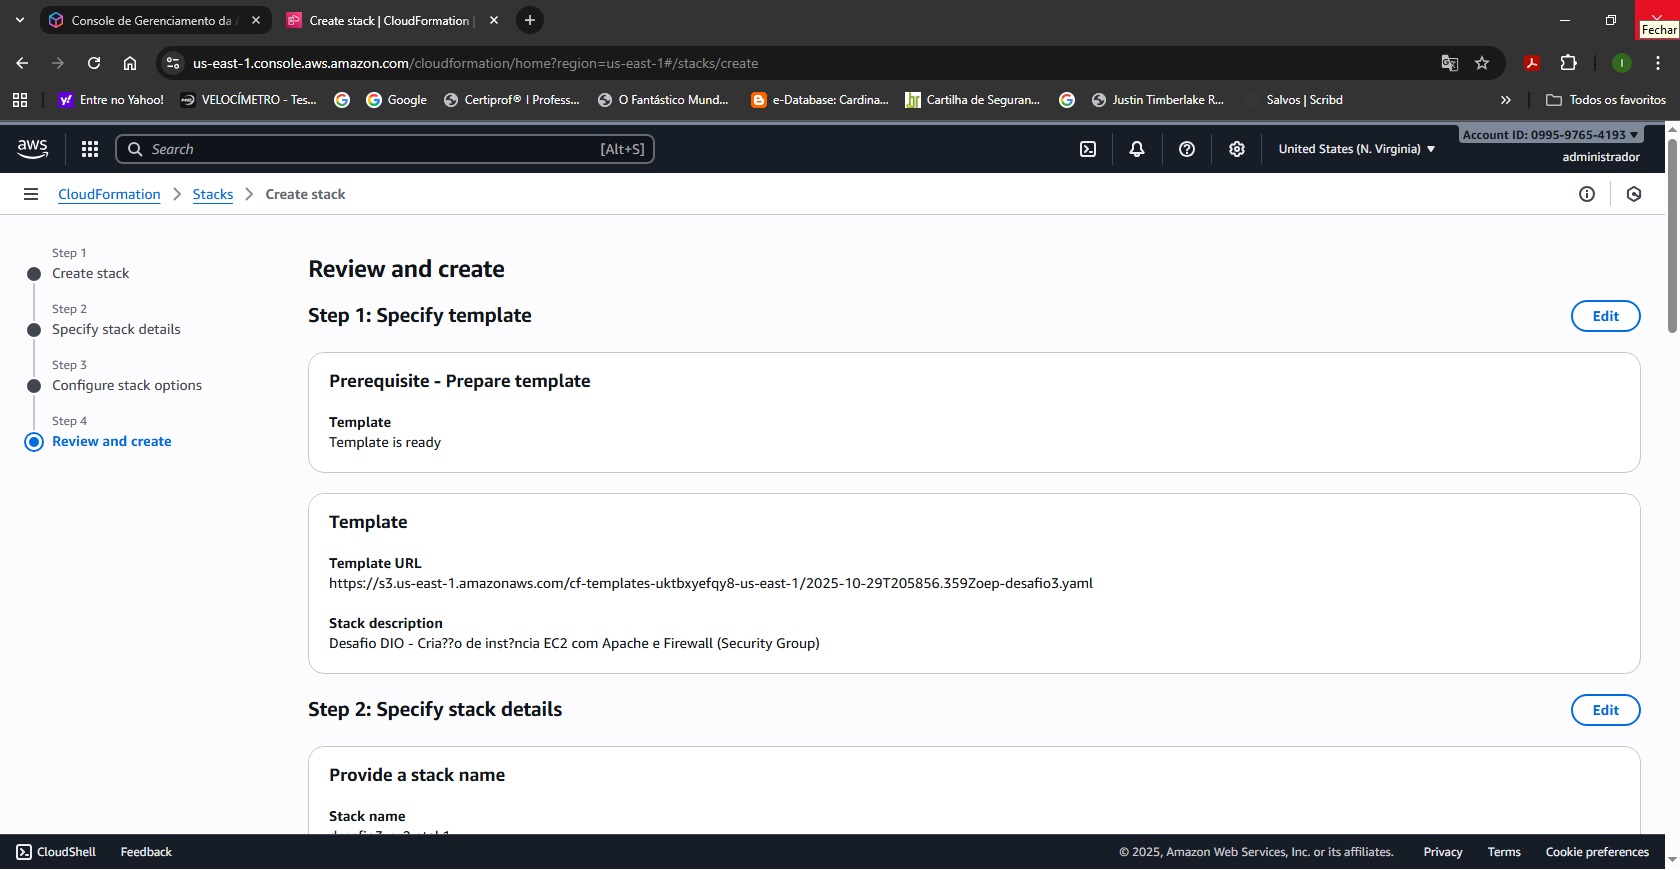 Console de Gerenciamento da
Create stack | CloudFormation
Fechar
us-east-1.console.aws.amazon.com/cloudformation/home?region=us-east-1#/stacks/create
Entre no Yahoo!
VELOCÍMETRO - Tes...
Google
Certiprof® I Profess...
O Fantástico Mund...
e-Database: Cardina...
Cartilha de Seguran...
Justin Timberlake R...
Salvos | Scribd
»
Todos os favoritos
aws
Search
[Alt+S]
United States (N. Virginia)
Account ID: 0995-9765-4193
administrador
CloudFormation
Stacks
Create stack
Step 1
Create stack
Step 2
Specify stack details
Step 3
Configure stack options
Step 4
Review and create
Review and create
Step 1: Specify template
Edit
Prerequisite - Prepare template
Template
Template is ready
Template
Template URL
https://s3.us-east-1.amazonaws.com/cf-templates-uktbxyefqy8-us-east-1/2025-10-29T205856.359Zoep-desafio3.yaml
Stack description
Desafio DIO - Cria??o de inst?ncia EC2 com Apache e Firewall (Security Group)
Step 2: Specify stack details
Edit
Provide a stack name
Stack name
CloudShell
Feedback
© 2025, Amazon Web Services, Inc. or its affiliates.
Privacy
Terms
Cookie preferences